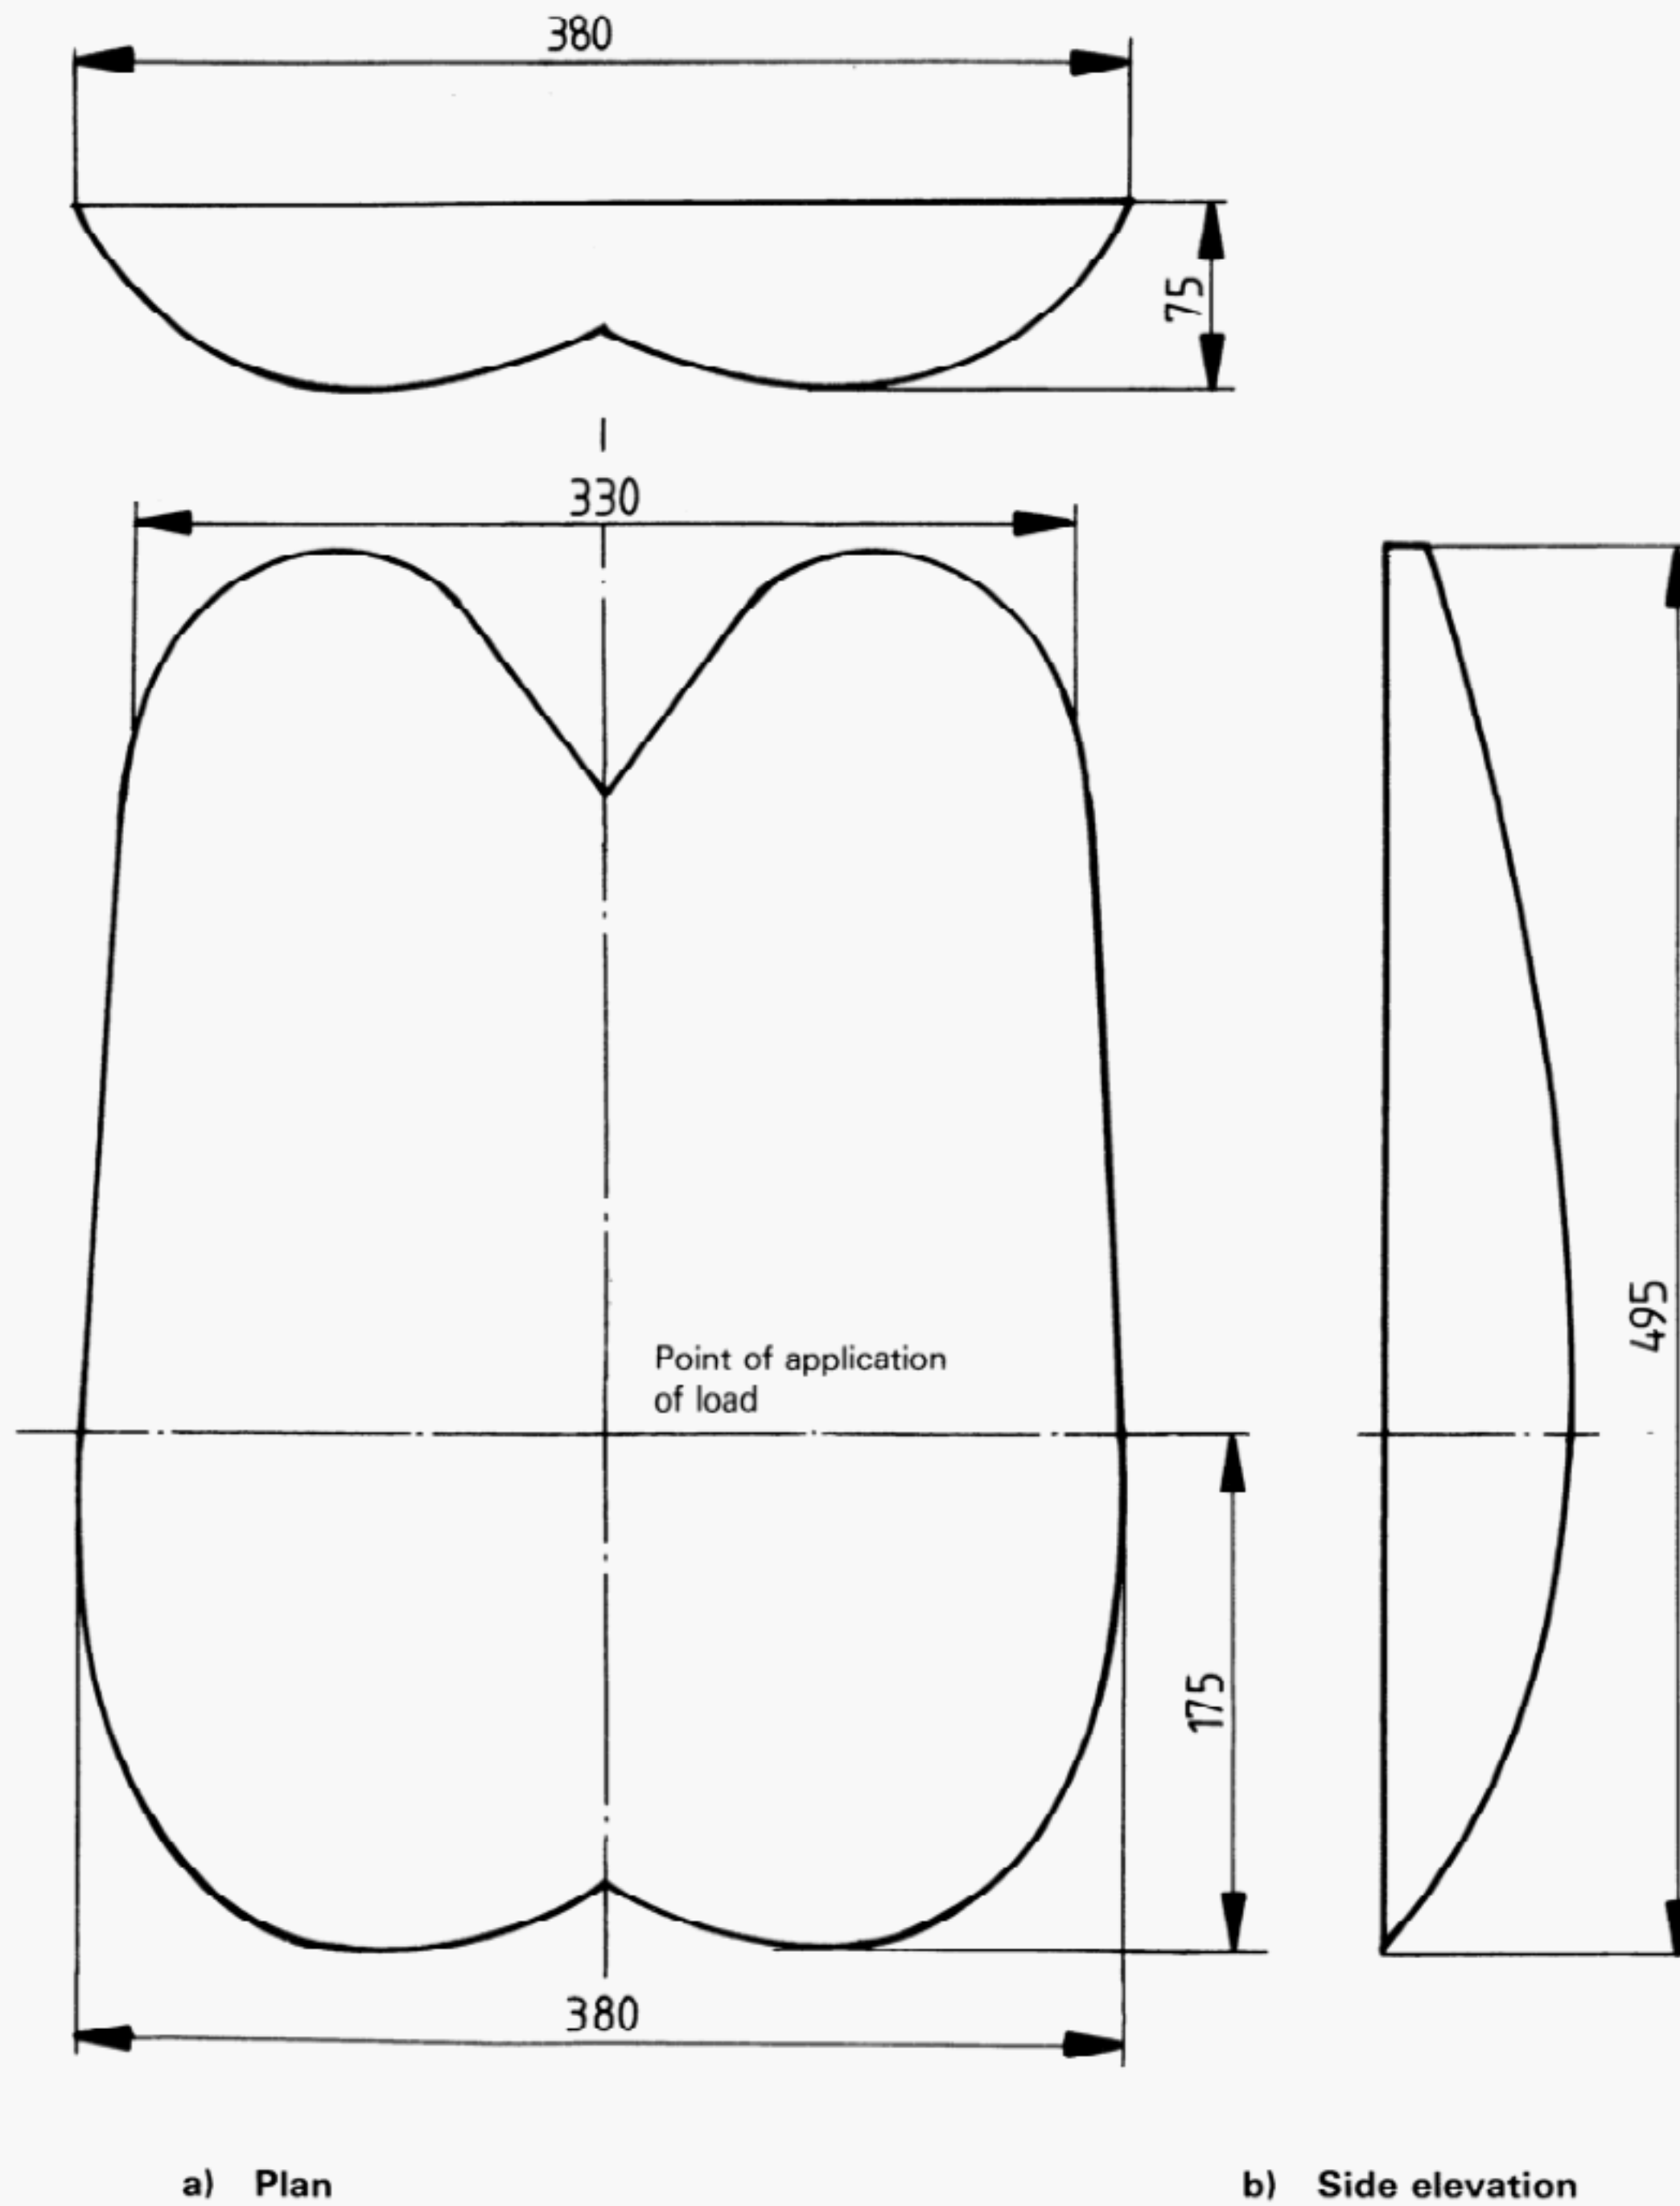 380
75
330
495
Point of application
of load
175
380
a) Plan
b) Side elevation